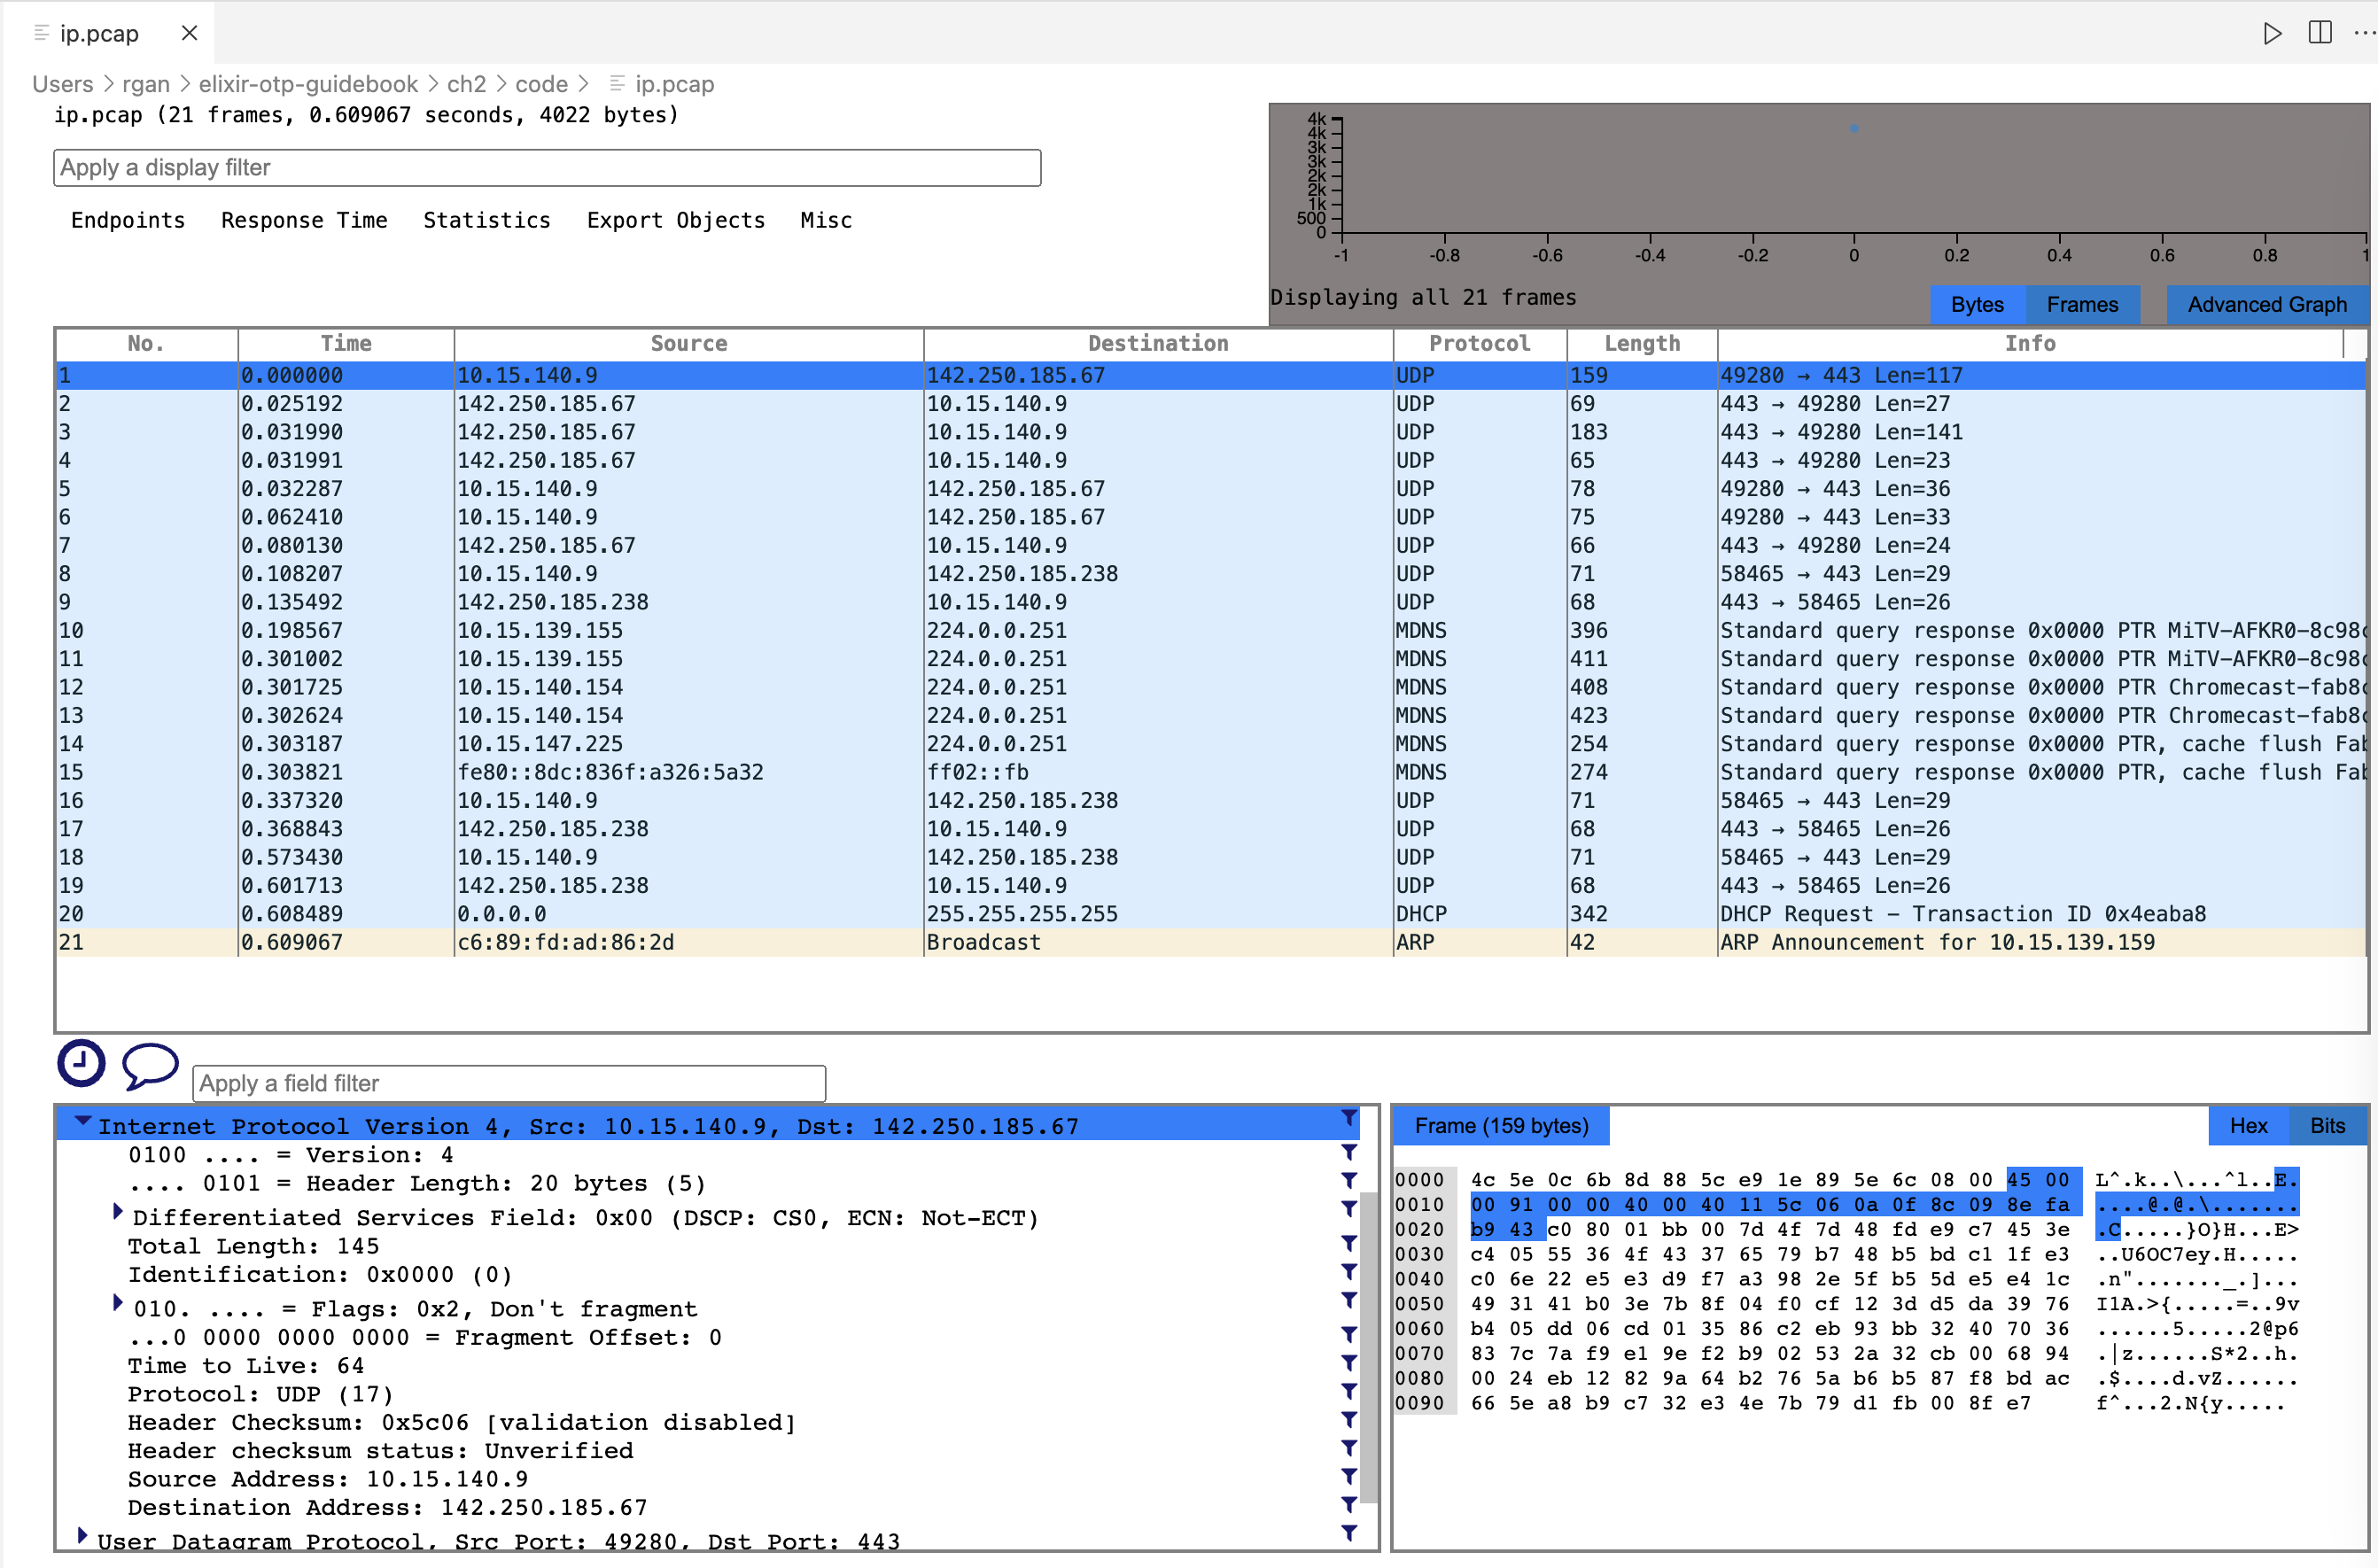 ip.pcap
Users > rgan > elixir-otp-guidebook > ch2 > code > ip.pcap
ip.pcap (21 frames, 0.609067 seconds, 4022 bytes)
Apply a display filter
Endpoints Response Time Statistics Export Objects Misc
4k
4k
3k
3k
2k
2k
1k
500
0
-1 -0.8 -0.6 -0.4 -0.2 0 0.2 0.4 0.6 0.8 1
Displaying all 21 frames
Bytes Frames Advanced Graph
No. Time Source Destination Protocol Length Info
1 0.000000 10.15.140.9 142.250.185.67 UDP 159 49280 → 443 Len=117
2 0.025192 142.250.185.67 10.15.140.9 UDP 69 443 → 49280 Len=27
3 0.031990 142.250.185.67 10.15.140.9 UDP 183 443 → 49280 Len=141
4 0.031991 142.250.185.67 10.15.140.9 UDP 65 443 → 49280 Len=23
5 0.032287 10.15.140.9 142.250.185.67 UDP 78 49280 → 443 Len=36
6 0.062410 10.15.140.9 142.250.185.67 UDP 75 49280 → 443 Len=33
7 0.080130 142.250.185.67 10.15.140.9 UDP 66 443 → 49280 Len=24
8 0.108207 10.15.140.9 142.250.185.238 UDP 71 58465 → 443 Len=29
9 0.135492 142.250.185.238 10.15.140.9 UDP 68 443 → 58465 Len=26
10 0.198567 10.15.139.155 224.0.0.251 MDNS 396 Standard query response 0x0000 PTR MiTV-AFKR0-8c98
11 0.301002 10.15.139.155 224.0.0.251 MDNS 411 Standard query response 0x0000 PTR MiTV-AFKR0-8c98
12 0.301725 10.15.140.154 224.0.0.251 MDNS 408 Standard query response 0x0000 PTR Chromecast-fab8
13 0.302624 10.15.140.154 224.0.0.251 MDNS 423 Standard query response 0x0000 PTR Chromecast-fab8
14 0.303187 10.15.147.225 224.0.0.251 MDNS 254 Standard query response 0x0000 PTR, cache flush Fab
15 0.303821 fe80::8dc:836f:a326:5a32 ff02::fb MDNS 274 Standard query response 0x0000 PTR, cache flush Fab
16 0.337320 10.15.140.9 142.250.185.238 UDP 71 58465 → 443 Len=29
17 0.368843 142.250.185.238 10.15.140.9 UDP 68 443 → 58465 Len=26
18 0.573430 10.15.140.9 142.250.185.238 UDP 71 58465 → 443 Len=29
19 0.601713 142.250.185.238 10.15.140.9 UDP 68 443 → 58465 Len=26
20 0.608489 0.0.0.0 255.255.255.255 DHCP 342 DHCP Request - Transaction ID 0x4eaba8
21 0.609067 c6:89:fd:ad:86:2d Broadcast ARP 42 ARP Announcement for 10.15.139.159
Apply a field filter
Internet Protocol Version 4, Src: 10.15.140.9, Dst: 142.250.185.67
0100 .... = Version: 4
.... 0101 = Header Length: 20 bytes (5)
Differentiated Services Field: 0x00 (DSCP: CS0, ECN: Not-ECT)
Total Length: 145
Identification: 0x0000 (0)
010. .... = Flags: 0x2, Don't fragment
...0 0000 0000 0000 = Fragment Offset: 0
Time to Live: 64
Protocol: UDP (17)
Header Checksum: 0x5c06 [validation disabled]
Header checksum status: Unverified
Source Address: 10.15.140.9
Destination Address: 142.250.185.67
User Datagram Protocol, Src Port: 49280, Dst Port: 443
Frame (159 bytes) Hex Bits
0000 4c 5e 0c 6b 8d 88 5c e9 1e 89 5e 6c 08 00 45 00 L^.k..\...^l..E.
0010 00 91 00 00 40 00 40 11 5c 06 0a 0f 8c 09 8e fa ....@.@.\.......
0020 b9 43 c0 80 01 bb 00 7d 4f 7d 48 fd e9 c7 45 3e .C.....}O}H...E>
0030 c4 05 55 36 4f 43 37 65 79 b7 48 b5 bd c1 1f e3 ..U6OC7ey.H.....
0040 c0 6e 22 e5 e3 d9 f7 a3 98 2e 5f b5 5d e5 e4 1c .n"......._.]...
0050 49 31 41 b0 3e 7b 8f 04 f0 cf 12 3d d5 da 39 76 I1A.>{.....=..9v
0060 b4 05 dd 06 cd 01 35 86 c2 eb 93 bb 32 40 70 36 ......5.....2@p6
0070 83 7c 7a f9 e1 9e f2 b9 02 53 2a 32 cb 00 68 94 .|z......S*2..h.
0080 00 24 eb 12 82 9a 64 b2 76 5a b6 b5 87 f8 bd ac .$....d.vZ......
0090 66 5e a8 b9 c7 32 e3 4e 7b 79 d1 fb 00 8f e7 f^...2.N{y.....